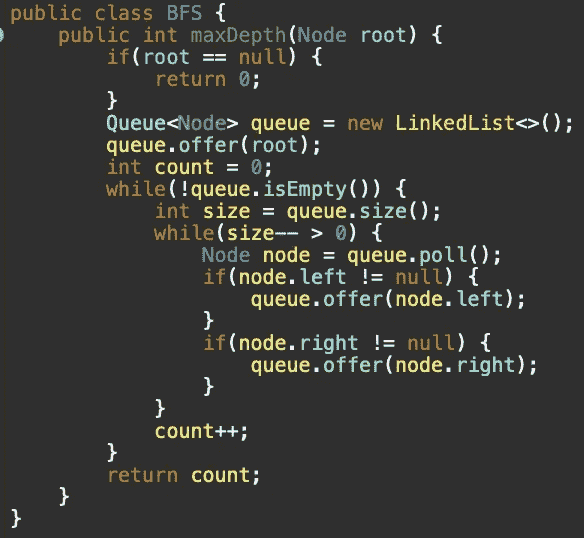 public class BFS {
    public int maxDepth(Node root) {
        if(root == null) {
            return 0;
        }
        Queue<Node> queue = new LinkedList<>();
        queue.offer(root);
        int count = 0;
        while(!queue.isEmpty()) {
            int size = queue.size();
            while(size-- > 0) {
                Node node = queue.poll();
                if(node.left != null) {
                    queue.offer(node.left);
                }
                if(node.right != null) {
                    queue.offer(node.right);
                }
            }
            count++;
        }
        return count;
    }
}